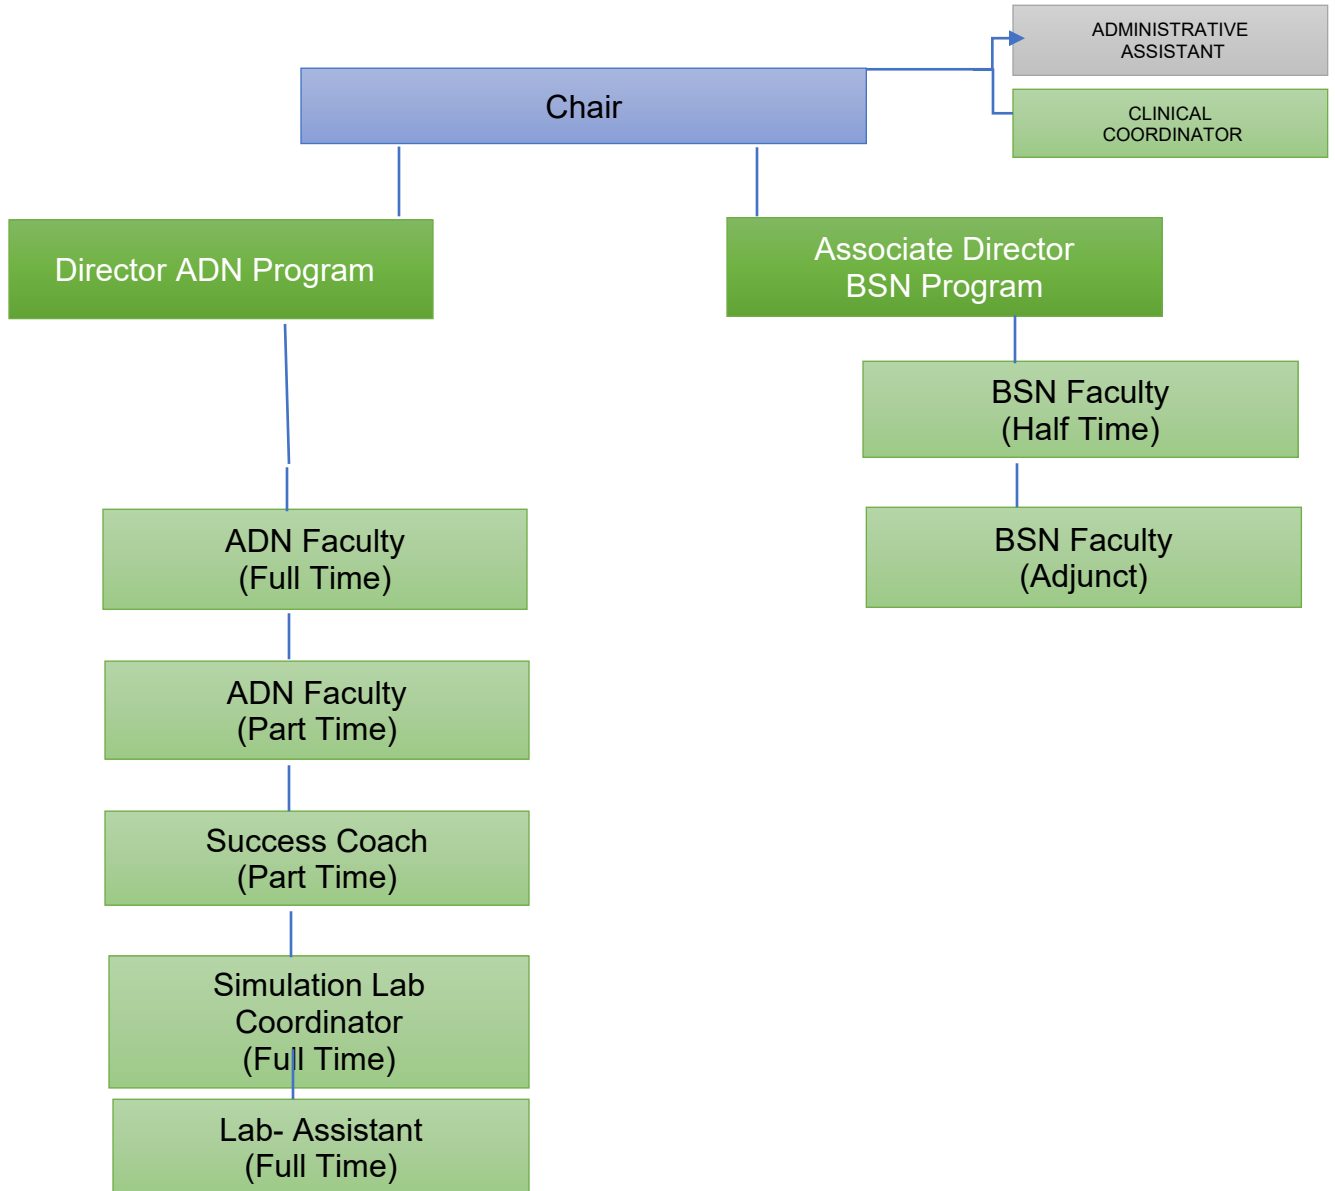 ADMINISTRATIVE
ASSISTANT
Chair
CLINICAL
COORDINATOR
Director ADN Program
Associate Director
BSN Program
BSN Faculty
(Half Time)
ADN Faculty
(Full Time)
BSN Faculty
(Adjunct)
ADN Faculty
(Part Time)
Success Coach
(Part Time)
Simulation Lab
Coordinator
(Full Time)
Lab- Assistant
(Full Time)